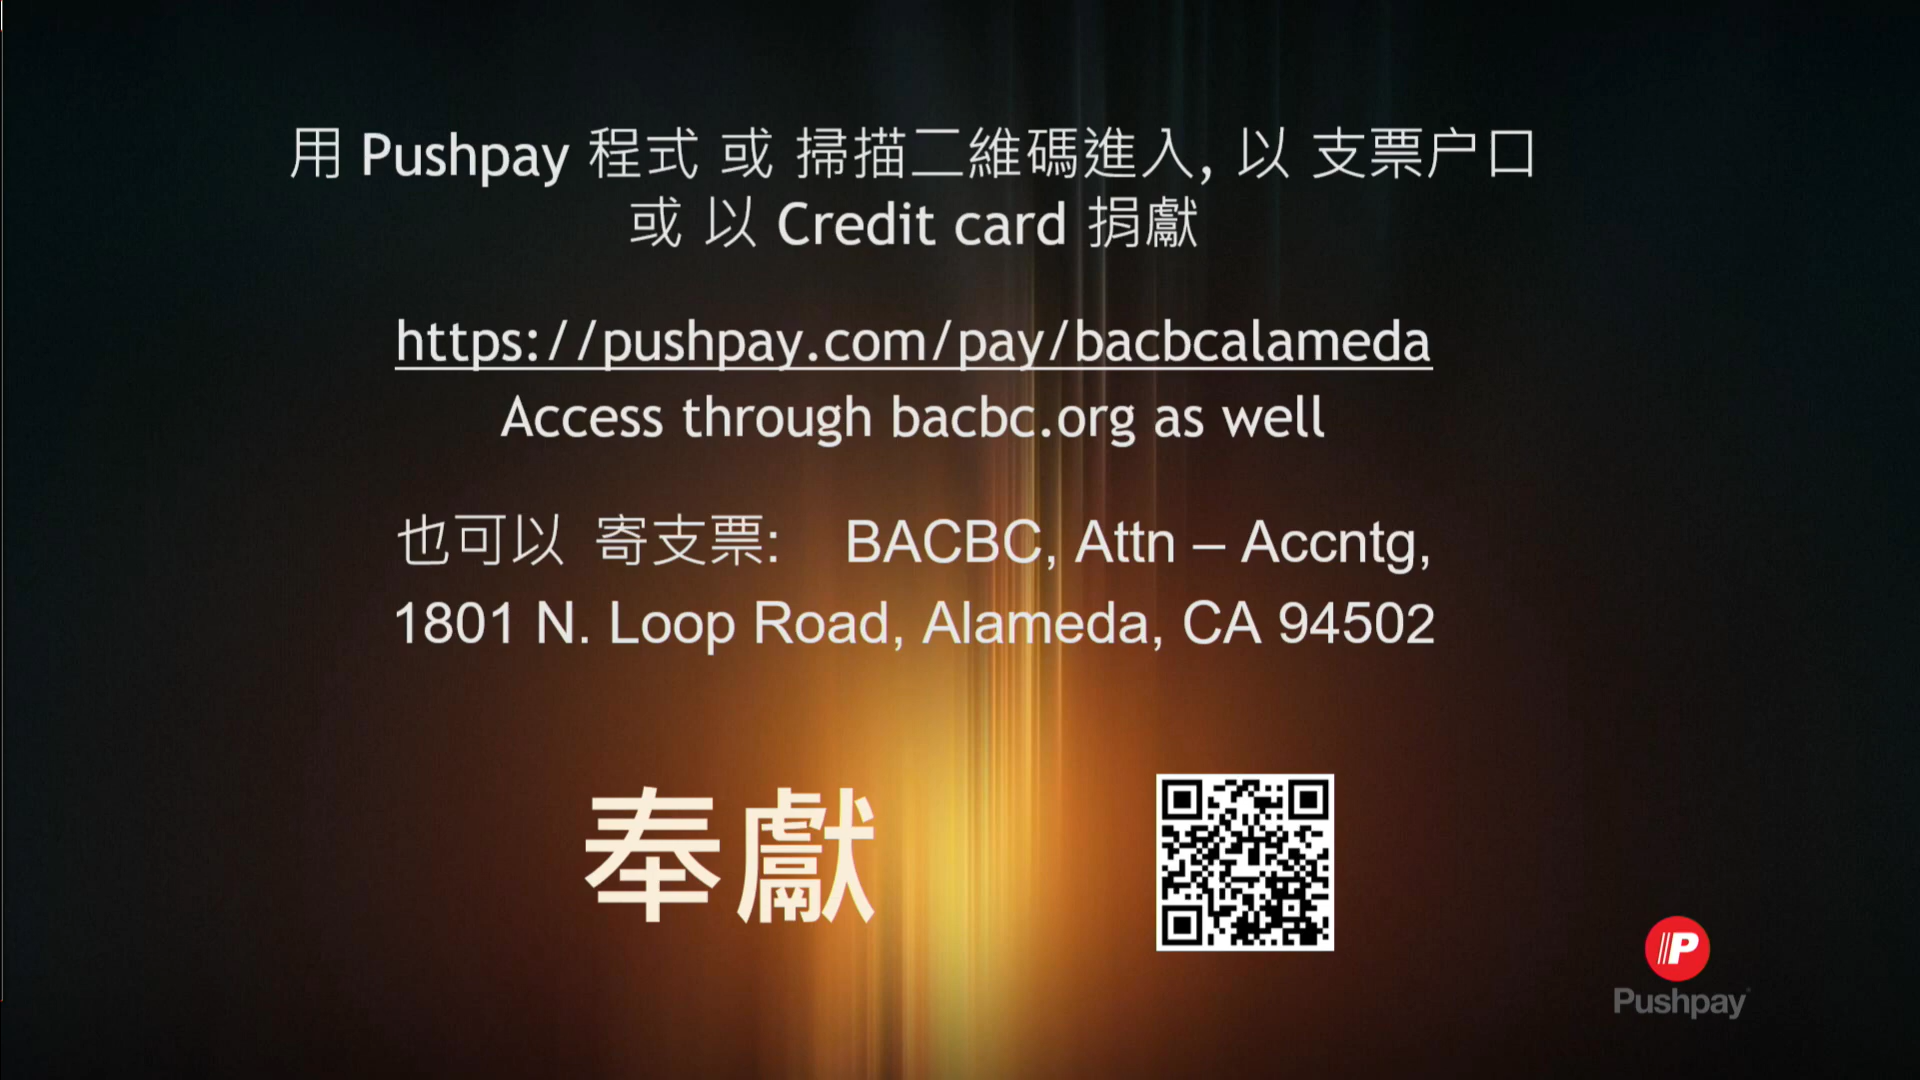 用 Pushpay 程式 或 掃描二維碼進入, 以 支票户口
或 以 Credit card 捐獻
https://pushpay.com/pay/bacbcalameda
Access through bacbc.org as well
也可以 寄支票: BACBC, Attn – Accntg,
1801 N. Loop Road, Alameda, CA 94502
奉獻
Pushpay